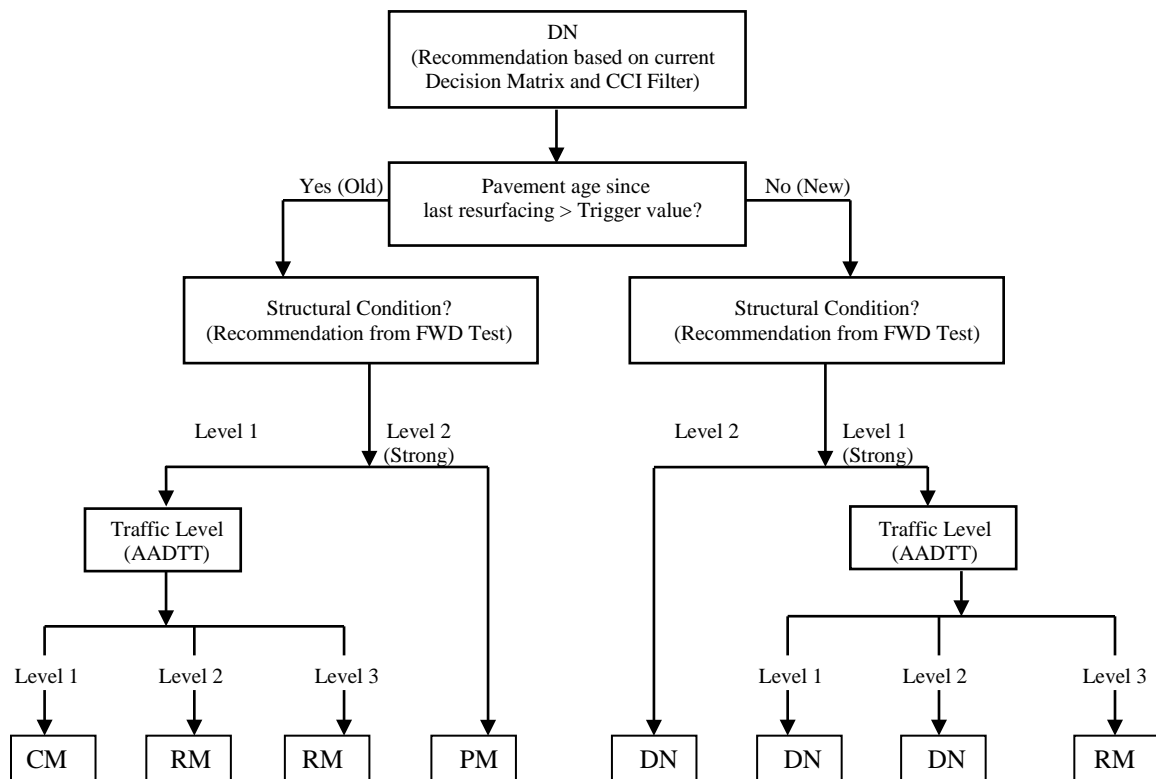 DN
(Recommendation based on current
Decision Matrix and CCI Filter)
Yes (Old)
Pavement age since
last resurfacing > Trigger value?
No (New)
Structural Condition?
(Recommendation from FWD Test)
Structural Condition?
(Recommendation from FWD Test)
Level 1
Level 2
(Strong)
Level 2
Level 1
(Strong)
Traffic Level
(AADTT)
Traffic Level
(AADTT)
Level 1
Level 2
Level 3
Level 1
Level 2
Level 3
CM
RM
RM
PM
DN
DN
DN
RM